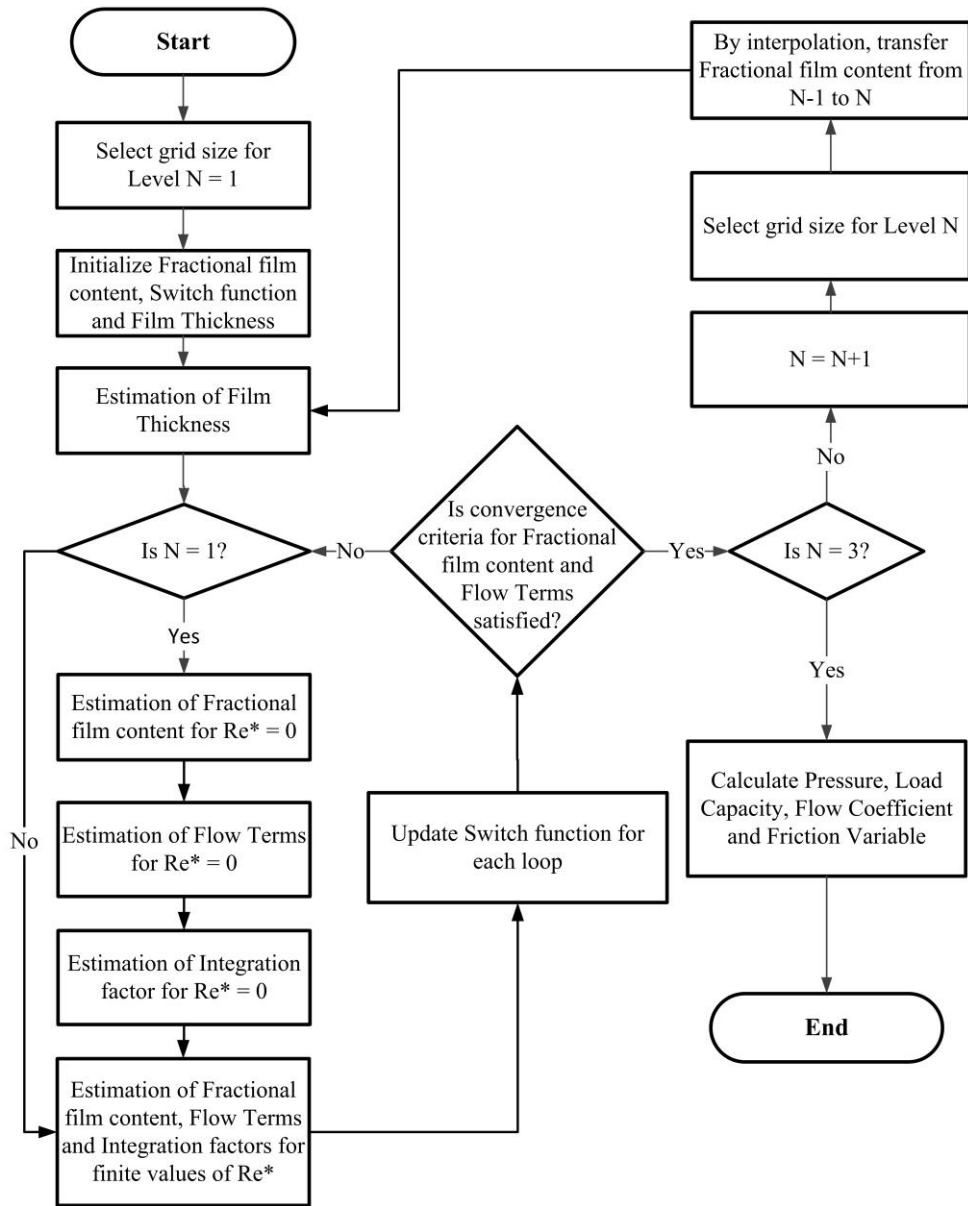 Start
Select grid size for
Level N = 1
Initialize Fractional film
content, Switch function
and Film Thickness
Estimation of Film
Thickness
Is N = 1?
Yes
No
Estimation of Fractional
film content for Re* = 0
Estimation of Flow Terms
for Re* = 0
Estimation of Integration
factor for Re* = 0
Estimation of Fractional
film content, Flow Terms
and Integration factors for
finite values of Re*
Update Switch function for
each loop
Is convergence
criteria for Fractional
film content and
Flow Terms
satisfied?
No
Yes
Is N = 3?
No
N = N+1
Select grid size for Level N
By interpolation, transfer
Fractional film content from
N-1 to N
Yes
Calculate Pressure, Load
Capacity, Flow Coefficient
and Friction Variable
End